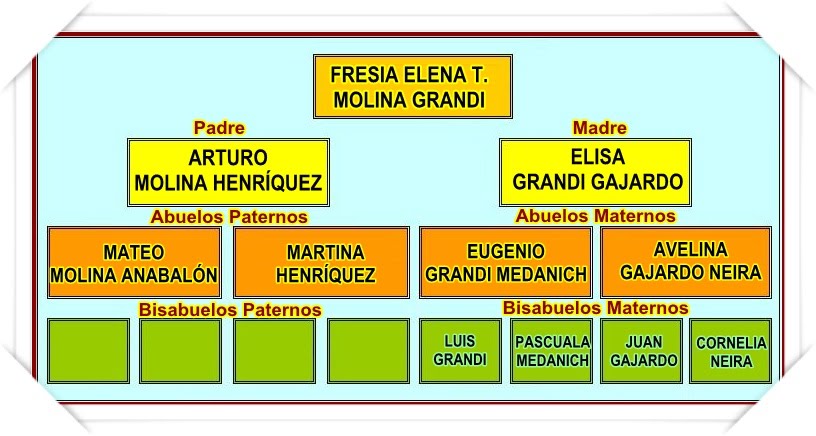 FRESIA ELENA T.
MOLINA GRANDI
Padre
Madre
ARTURO
MOLINA HENRÍQUEZ
ELISA
GRANDI GAJARDO
Abuelos Paternos
Abuelos Maternos
MATEO
MOLINA ANABALÓN
MARTINA
HENRÍQUEZ
EUGENIO
GRANDI MEDANICH
AVELINA
GAJARDO NEIRA
Bisabuelos Paternos
Bisabuelos Maternos
LUIS
GRANDI
PASCUALA
MEDANICH
JUAN
GAJARDO
CORNELIA
NEIRA